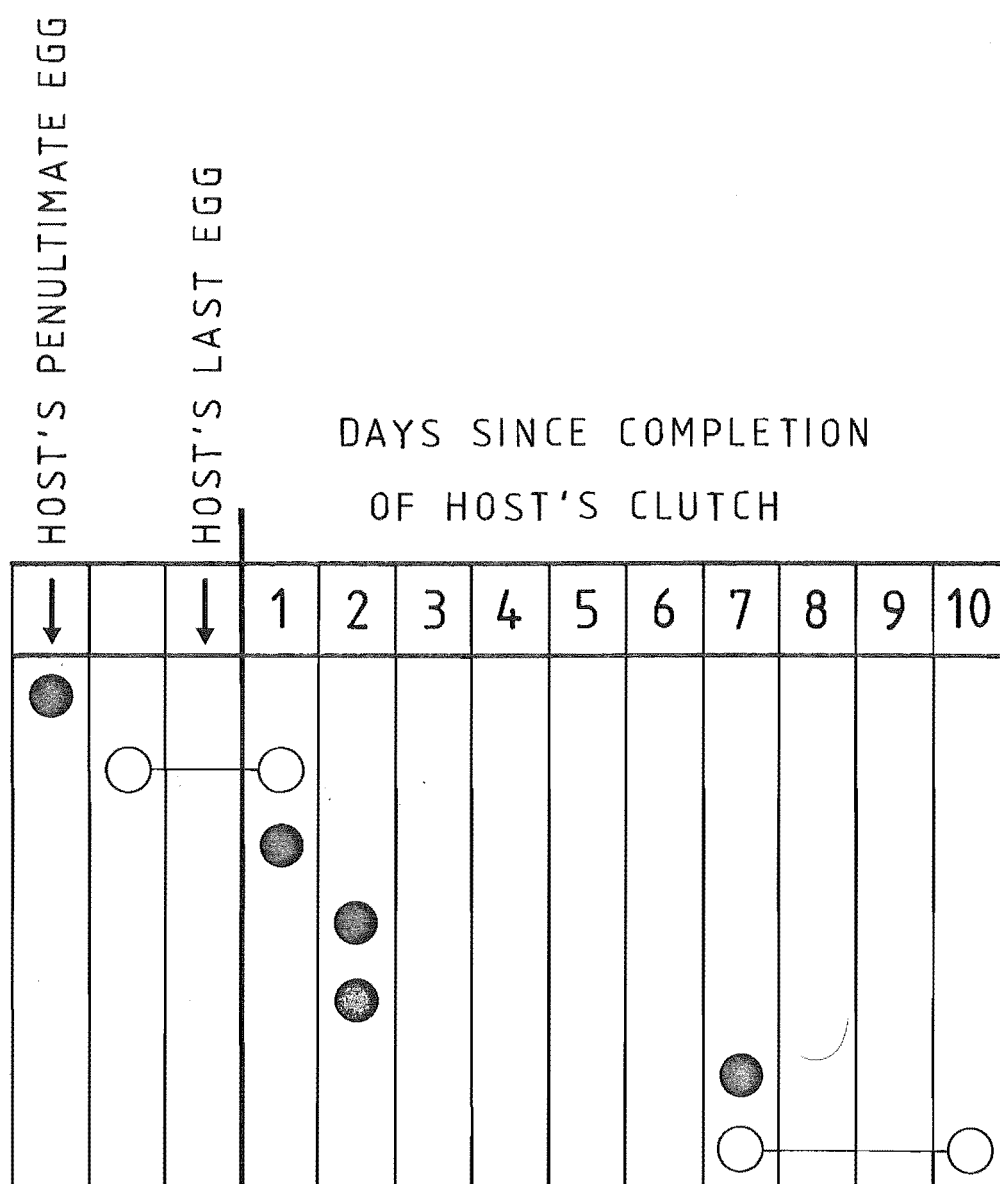 HOST'S PENULTIMATE EGG
HOST'S LAST EGG
DAYS SINCE COMPLETION
OF HOST'S CLUTCH
1 2 3 4 5 6 7 8 9 10